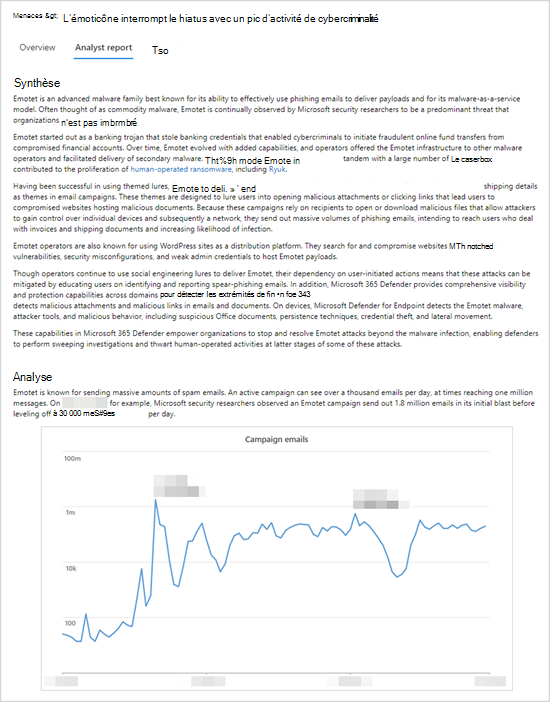 Menaces &gt; L'émoticône interrompt le hiatus avec un pic d'activité de cybercriminalité
Overview Analyst report Tso
Synthèse
Emotet is an advanced malware family best known for its ability to effectively use phishing emails to deliver payloads and for its malware-as-a-service
model. Often thought of as commodity malware, Emotet is continually observed by Microsoft security researchers to be a predominant threat that
organizations n'est pas imbrmbré
Emotet started out as a banking trojan that stole banking credentials that enabled cybercriminals to initiate fraudulent online fund transfers from
compromised financial accounts. Over time, Emotet evolved with added capabilities, and operators offered the Emotet infrastructure to other malware
operators and facilitated delivery of secondary malware. Tht%9h mode Emote in tandem with a large number of Le caserbox
contributed to the proliferation of human-operated ransomware, including Ryuk.
Having been successful in using themed lures, Emote to deli. » ' end shipping details
as themes in email campaigns. These themes are designed to lure users into opening malicious attachments or clicking links that lead users to
compromised websites hosting malicious documents. Because these campaigns rely on recipients to open or download malicious files that allow attackers
to gain control over individual devices and subsequently a network, they send out massive volumes of phishing emails, intending to reach users who deal
with invoices and shipping documents and increasing likelihood of infection.
Emotet operators are also known for using WordPress sites as a distribution platform. They search for and compromise websites MTh notched
vulnerabilities, security misconfigurations, and weak admin credentials to host Emotet payloads.
Though operators continue to use social engineering lures to deliver Emotet, their dependency on user-initiated actions means that these attacks can be
mitigated by educating users on identifying and reporting spear-phishing emails. In addition, Microsoft 365 Defender provides comprehensive visibility
and protection capabilities across domains pour détecter les extrémités de fin •n foe 343
detects malicious attachments and malicious links in emails and documents. On devices, Microsoft Defender for Endpoint detects the Emotet malware,
attacker tools, and malicious behavior, including suspicious Office documents, persistence techniques, credential theft, and lateral movement.
These capabilities in Microsoft 365 Defender empower organizations to stop and resolve Emotet attacks beyond the malware infection, enabling defenders
to perform sweeping investigations and thwart human-operated activities at latter stages of some of these attacks.
Analyse
Emotet is known for sending massive amounts of spam emails. An active campaign can see over a thousand emails per day, at times reaching one million
messages. On for example, Microsoft security researchers observed an Emotet campaign send out 1.8 million emails in its initial blast before
leveling off à 30 000 meS#9es per day.
Campaign emails
100m
1m
10k
100